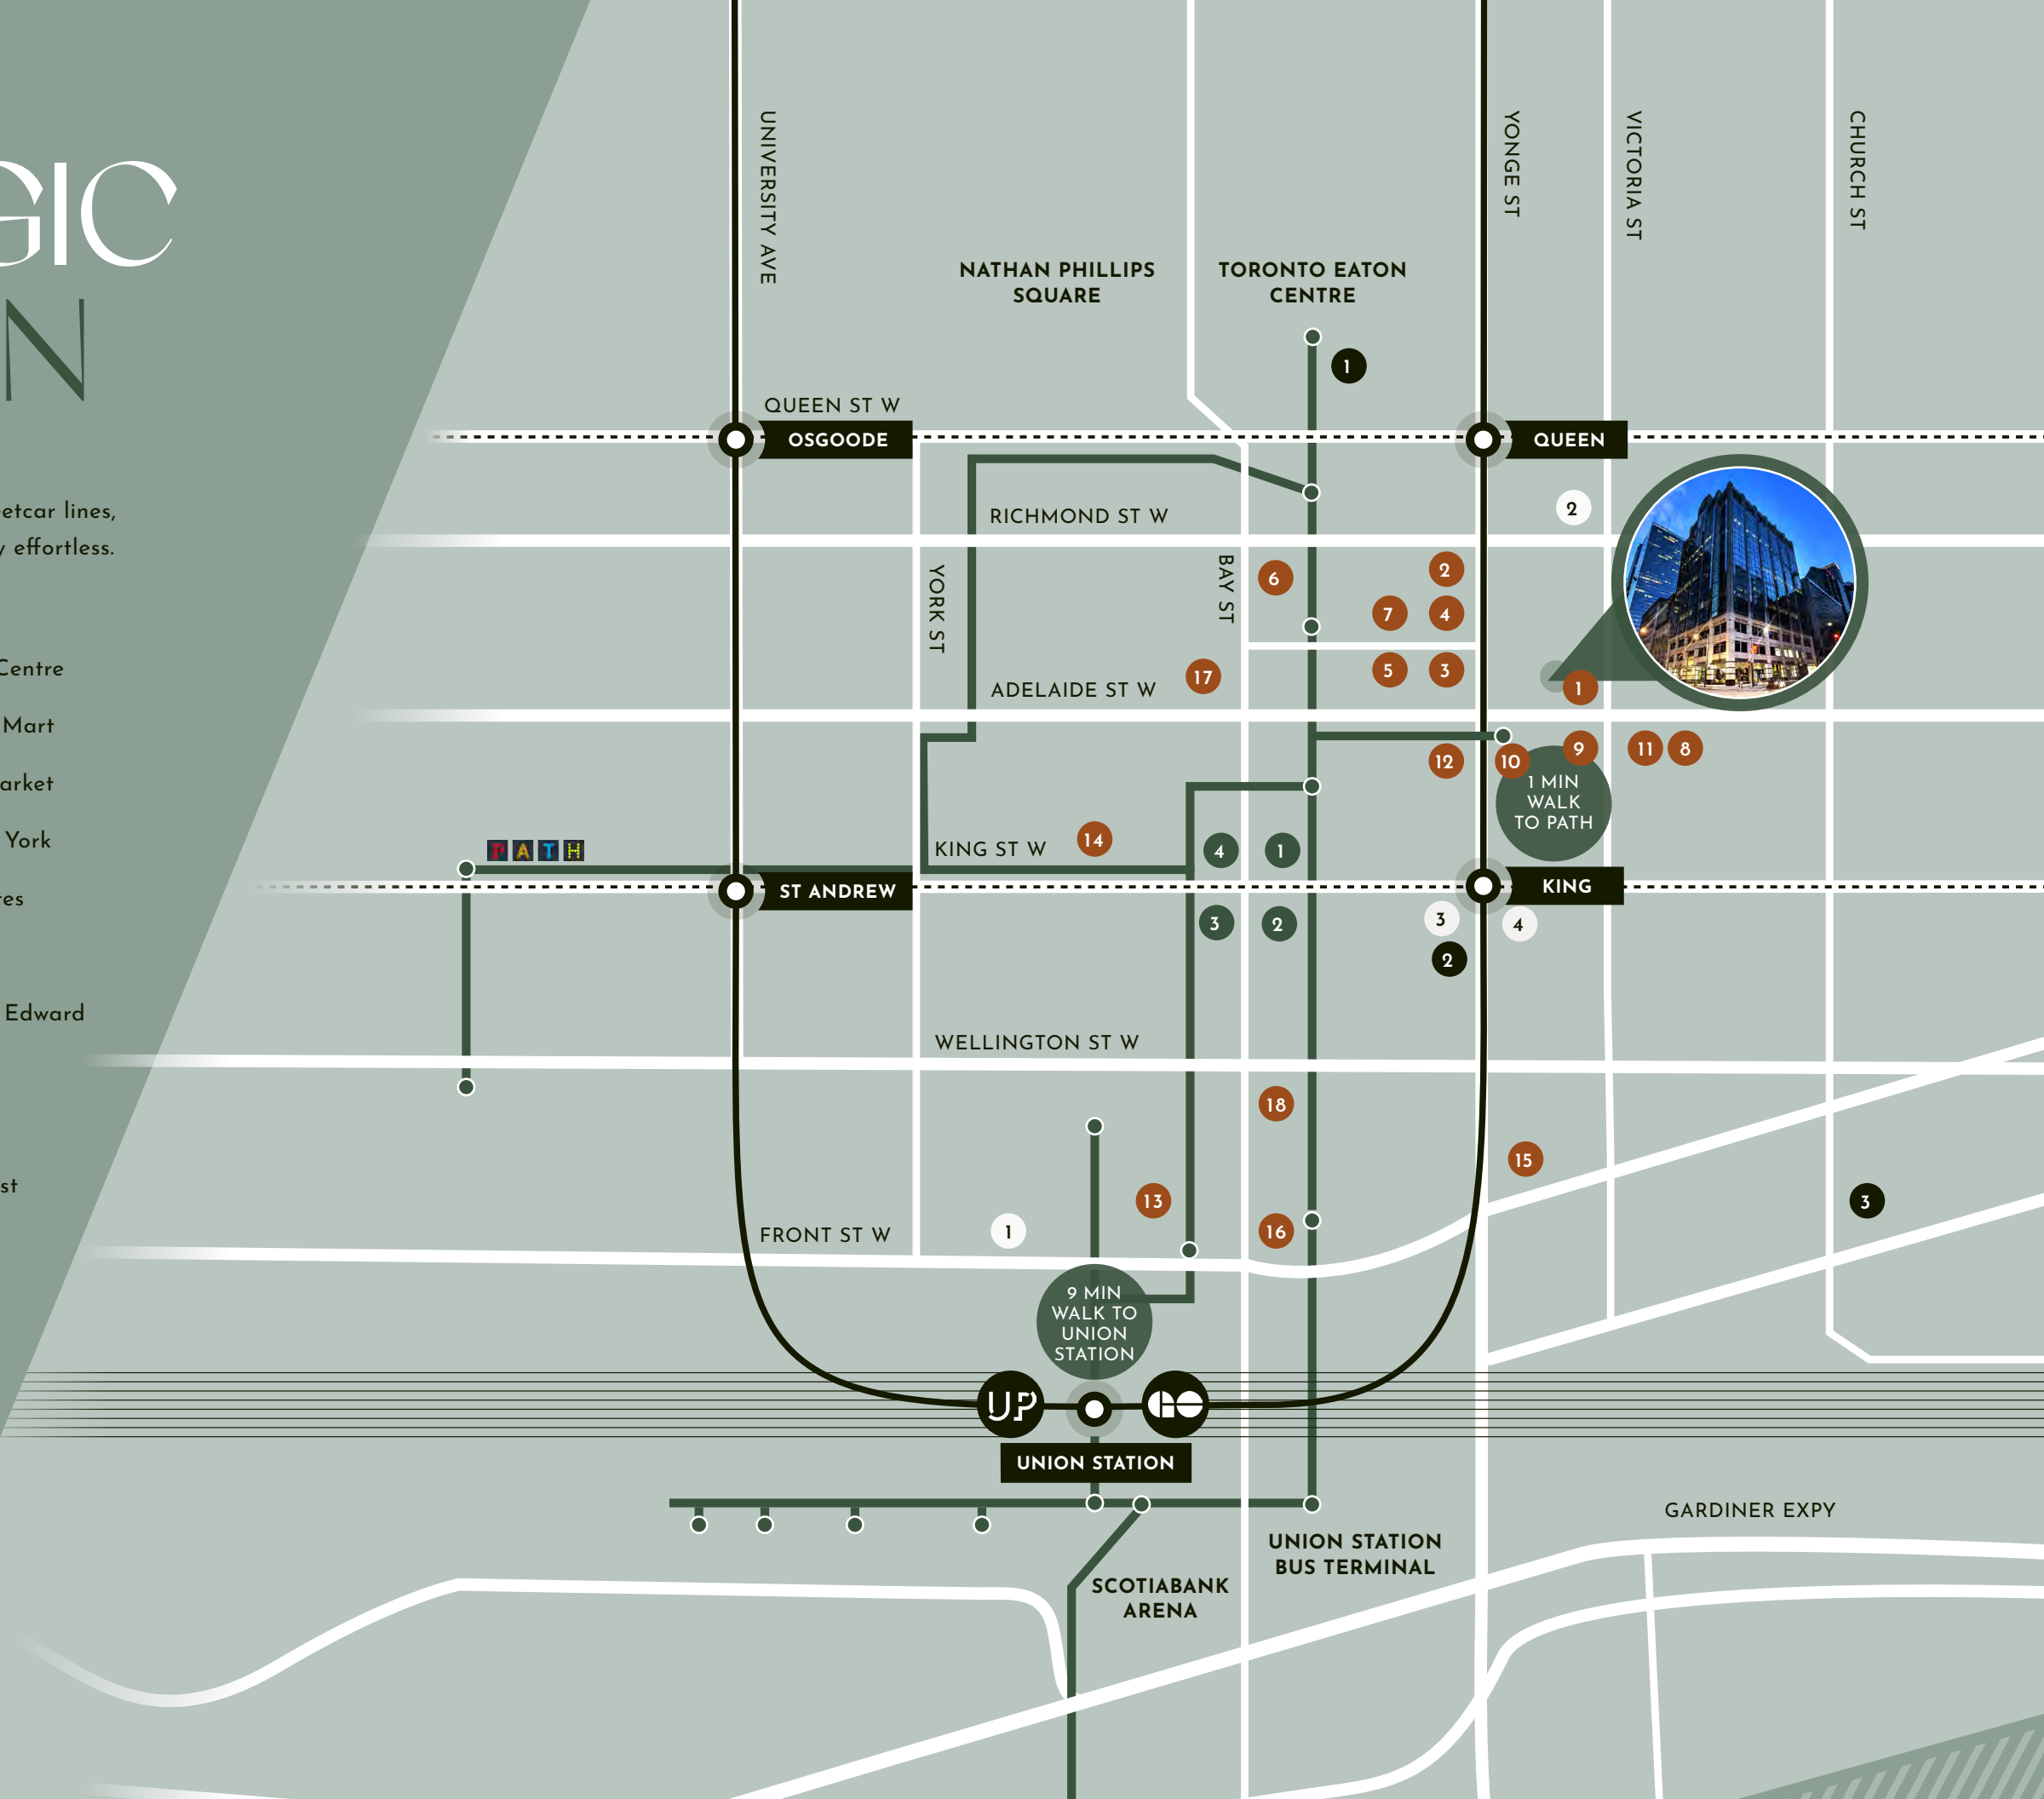 GIC
N
etcar lines,
y effortless.
Centre
Mart
arket
York
es
Edward
st
UNIVERSITY AVE
YONGE ST
VICTORIA ST
CHURCH ST
NATHAN PHILLIPS
SQUARE
TORONTO EATON
CENTRE
1
QUEEN ST W
OSGOODE
QUEEN
2
RICHMOND ST W
YORK ST
BAY ST
6
2
7
4
17
5
3
1
ADELAIDE ST W
12
10
9
11
8
1 MIN
WALK
TO PATH
PATH
KING ST W
14
4
1
ST ANDREW
KING
3
2
3
4
2
WELLINGTON ST W
18
15
13
3
FRONT ST W
1
16
9 MIN
WALK TO
UNION
STATION
UP
GO
UNION STATION
GARDINER EXPY
UNION STATION
BUS TERMINAL
SCOTIABANK
ARENA